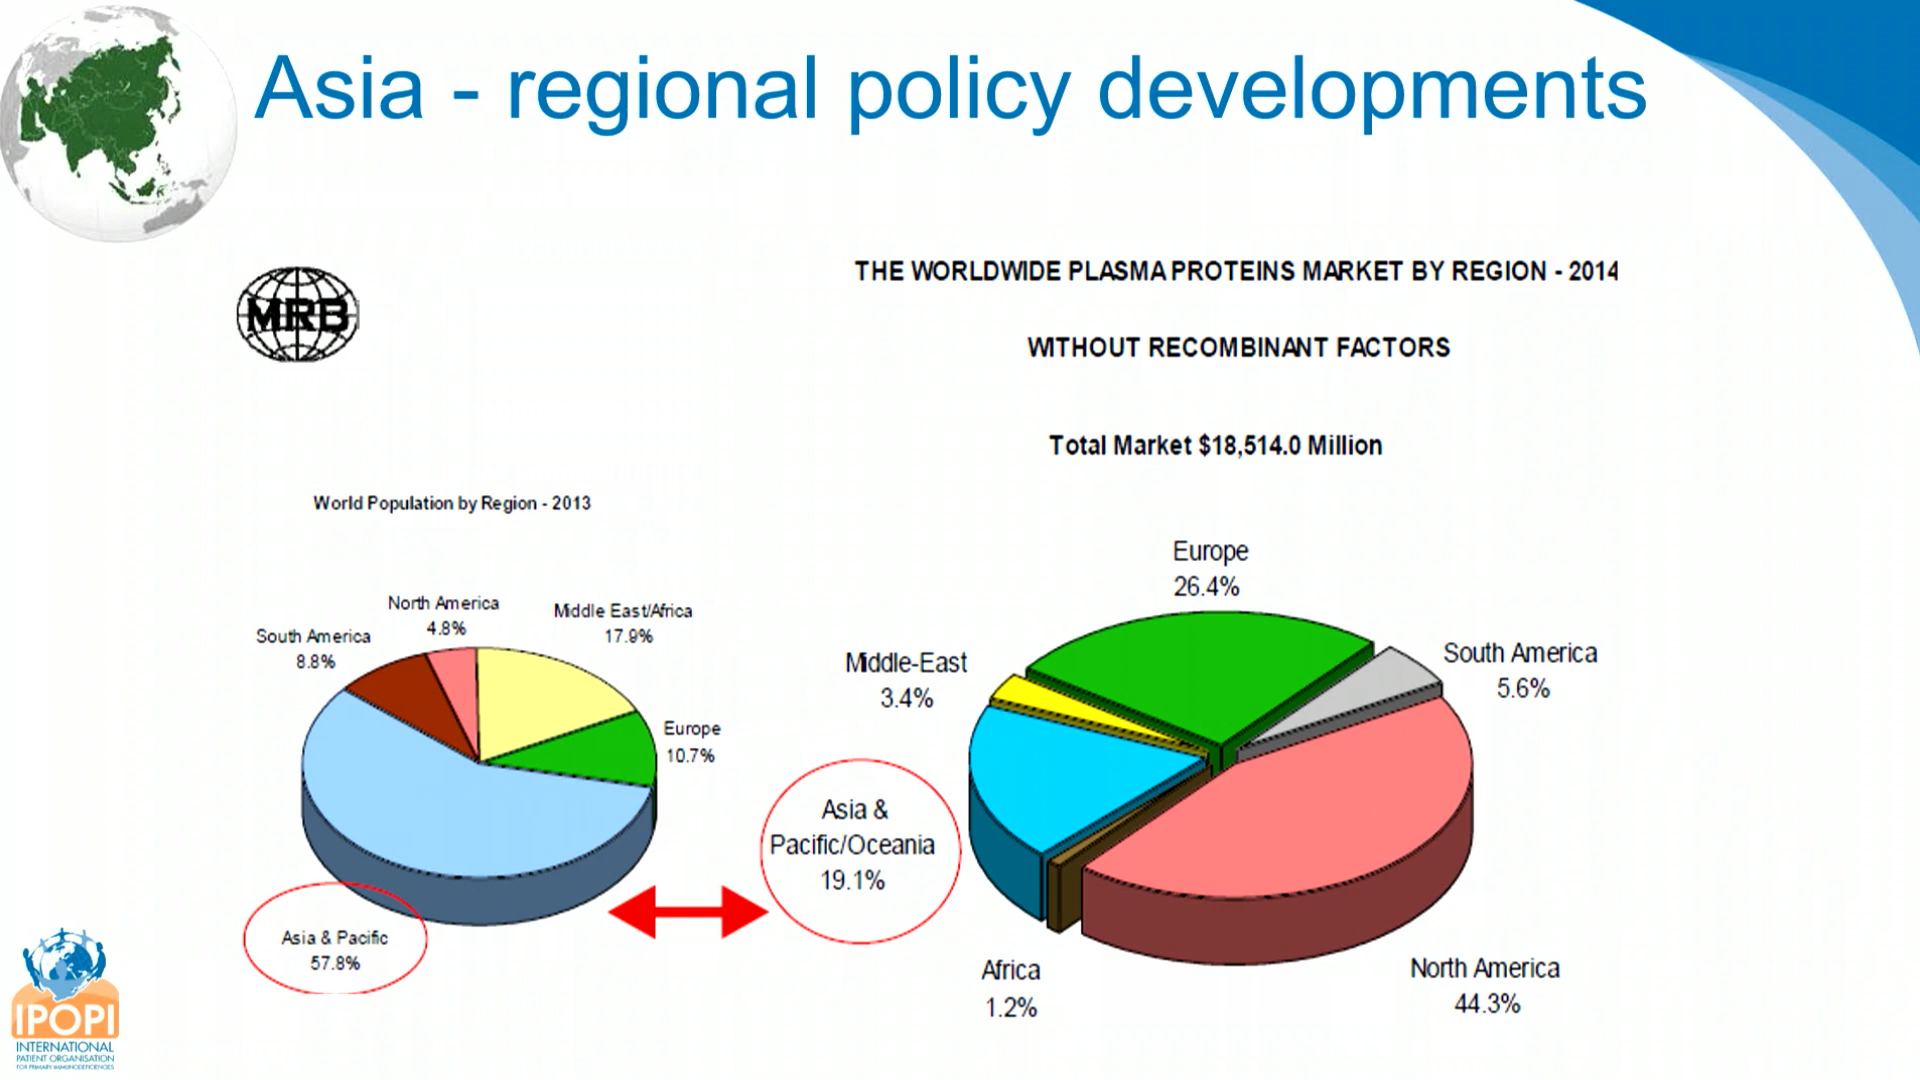 Asia - regional policy developments
MRB
THE WORLDWIDE PLASMA PROTEINS MARKET BY REGION - 2014
WITHOUT RECOMBINANT FACTORS
Total Market $18,514.0 Million
World Population by Region - 2013
North America
4.8%
Middle East/Africa
17.9%
South America
8.8%
Europe
10.7%
Asia & Pacific
57.8%
Europe
26.4%
Middle-East
3.4%
South America
5.6%
Asia &
Pacific/Oceania
19.1%
Africa
1.2%
North America
44.3%
IPOPI
INTERNATIONAL
PATIENT ORGANISATION
FOR PRIMARY IMMUNODEFICIENCIES